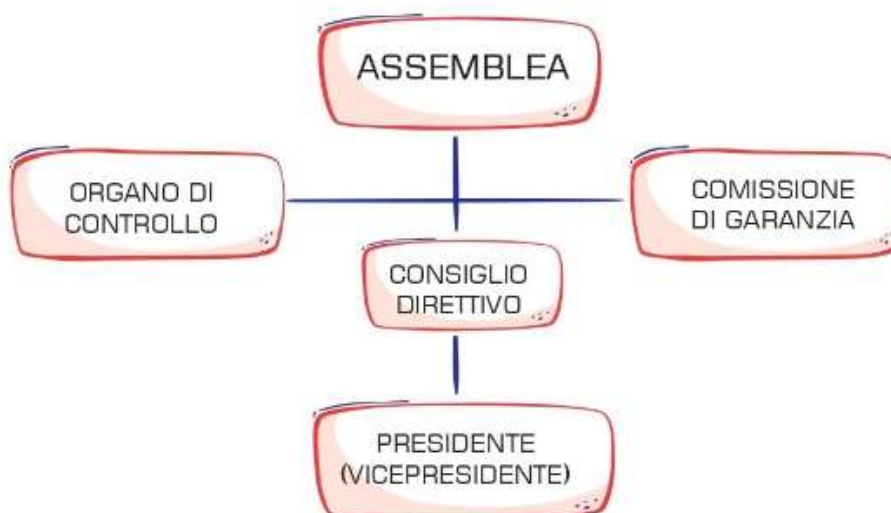 ASSEMBLEA
ORGANO DI
CONTROLLO
COMISSIONE
DI GARANZIA
CONSIGLIO
DIRETTIVO
PRESIDENTE
(VICEPRESIDENTE)